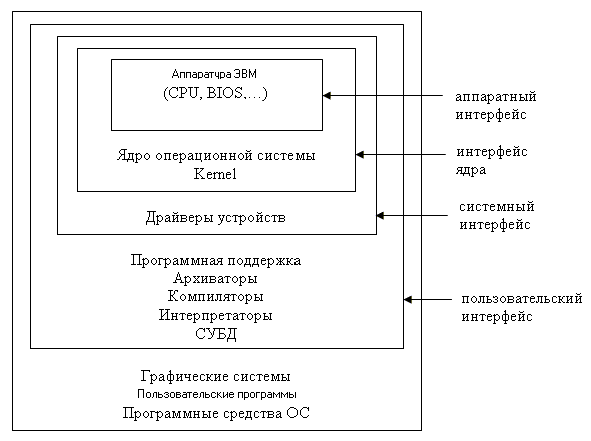 Аппаратура ЭВМ
(CPU, BIOS,...)
аппаратный
интерфейс
Ядро операционной системы
Kernel
интерфейс
ядра
Драйверы устройств
системный
интерфейс
Программная поддержка
Архиваторы
Компиляторы
Интерпретаторы
СУБД
пользовательский
интерфейс
Графические системы
Пользовательские программы
Программные средства ОС